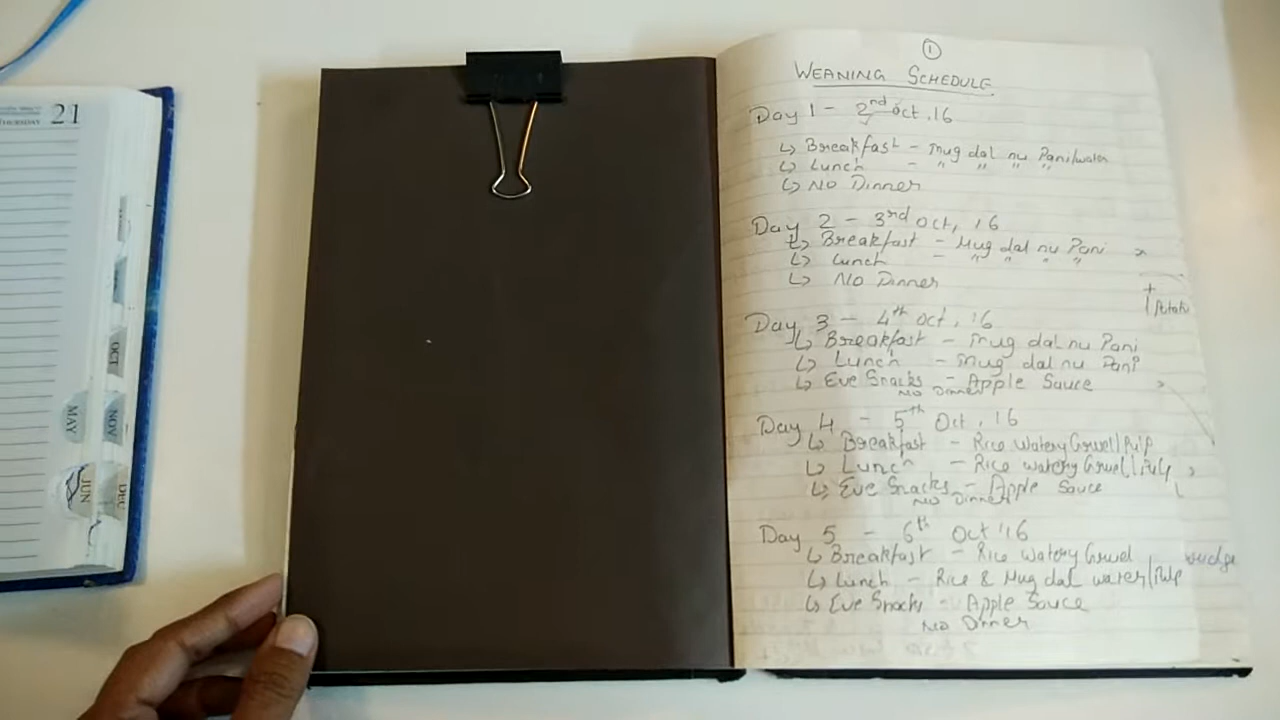 21
THURSDAY
OCT
MAY
NOV
JUN
DEC
1
WEANING SCHEDULE
Day 1 - 2nd Oct, 16
↳ Breakfast - Mug dal nu Pani/water
↳ Lunch - " " " "
↳ NO Dinner
Day 2 - 3rd Oct, 16
↳ Breakfast - Mug dal nu Pani
↳ Lunch - " " " "
↳ NO Dinner
Day 3 - 4th Oct, 16
↳ Breakfast - Mug dal nu Pani
↳ Lunch - Mug dal nu Pani
↳ Eve Snacks - Apple Sauce
NO Dinner
Day 4 - 5th Oct, 16
↳ Breakfast - Rice Watery Gruel/Pulp
↳ Lunch - Rice watery Gruel/Pulp
↳ Eve Snacks - Apple Sauce
NO Dinner
Day 5 - 6th Oct '16
↳ Breakfast - Rice Watery Gruel
↳ Lunch - Rice & Mug dal water/Pulp
↳ Eve Snacks - Apple Sauce
NO Dinner